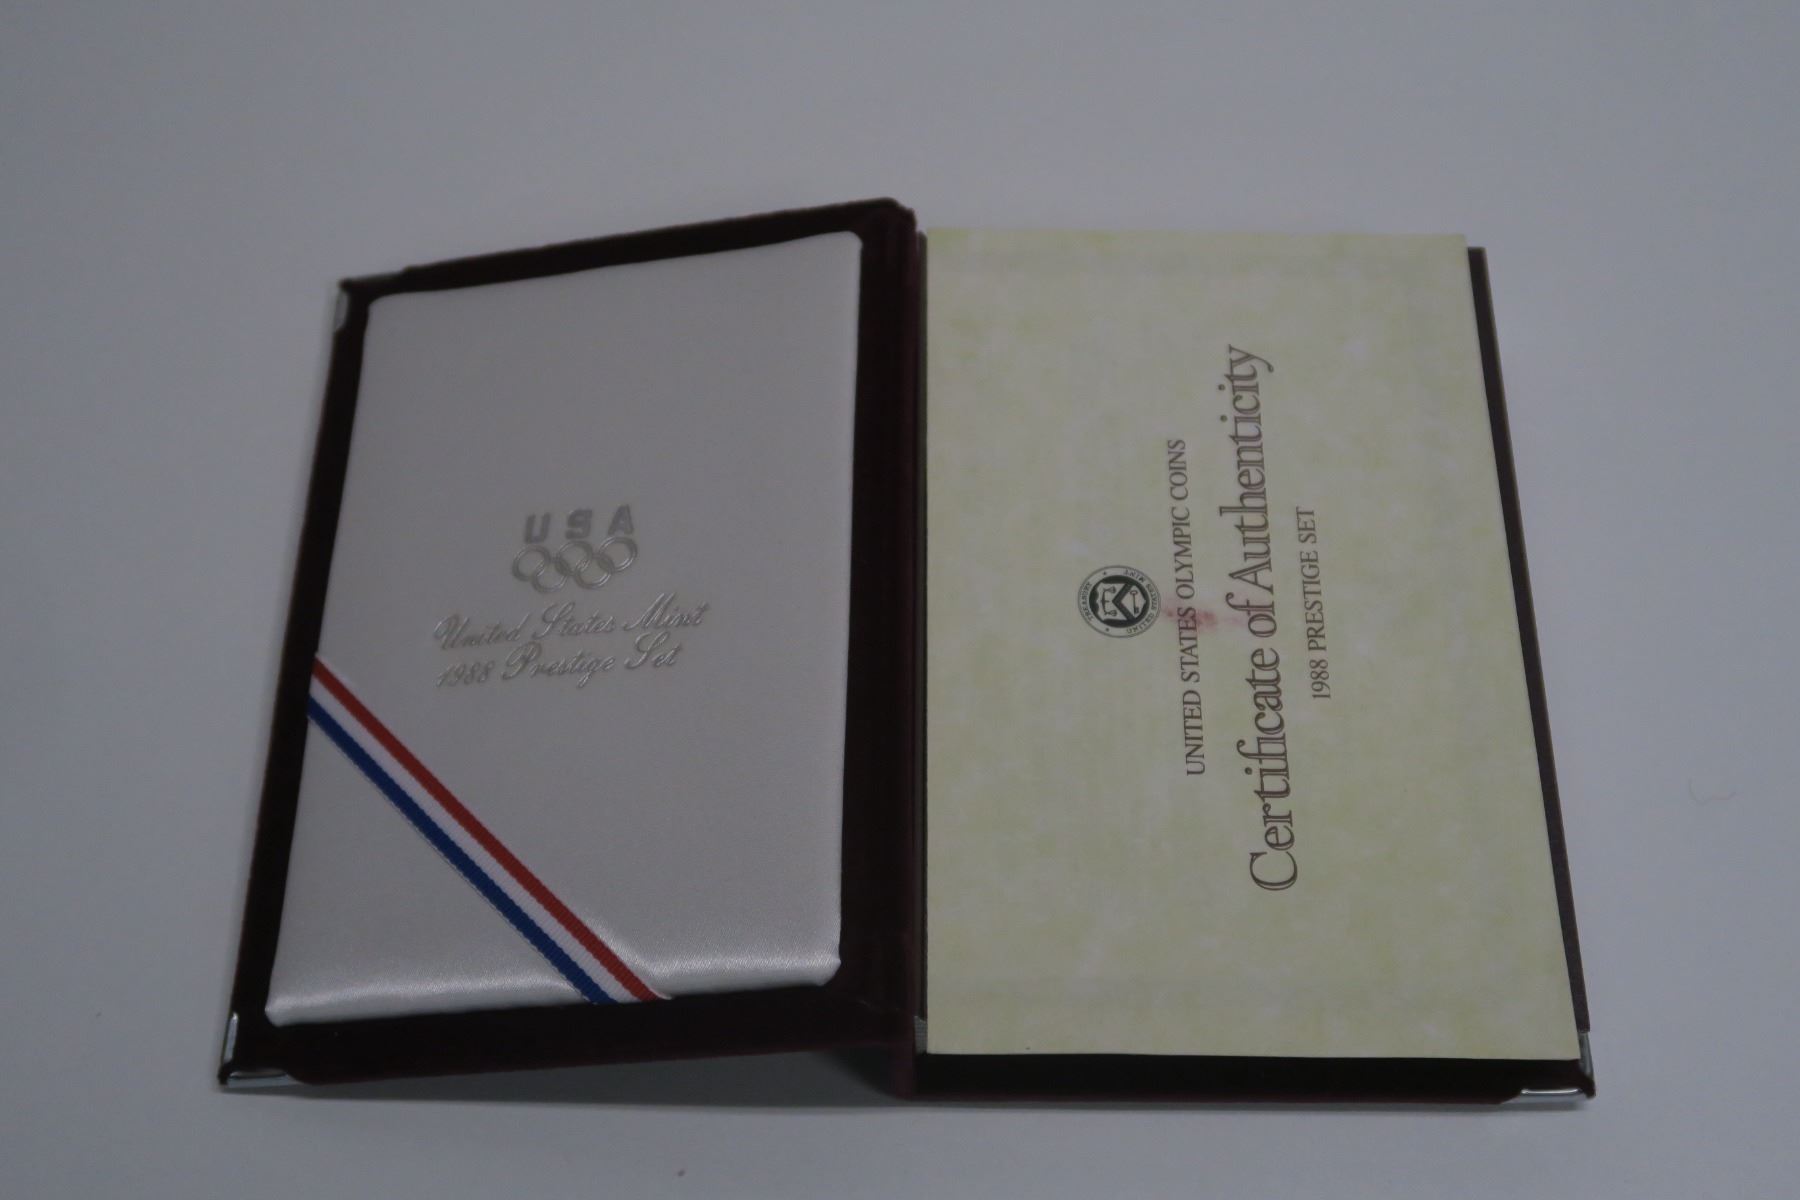 USA
United States Mint
1988 Prestige Set
UNITED STATES OLYMPIC COINS
Certificate of Authenticity
1988 PRESTIGE SET